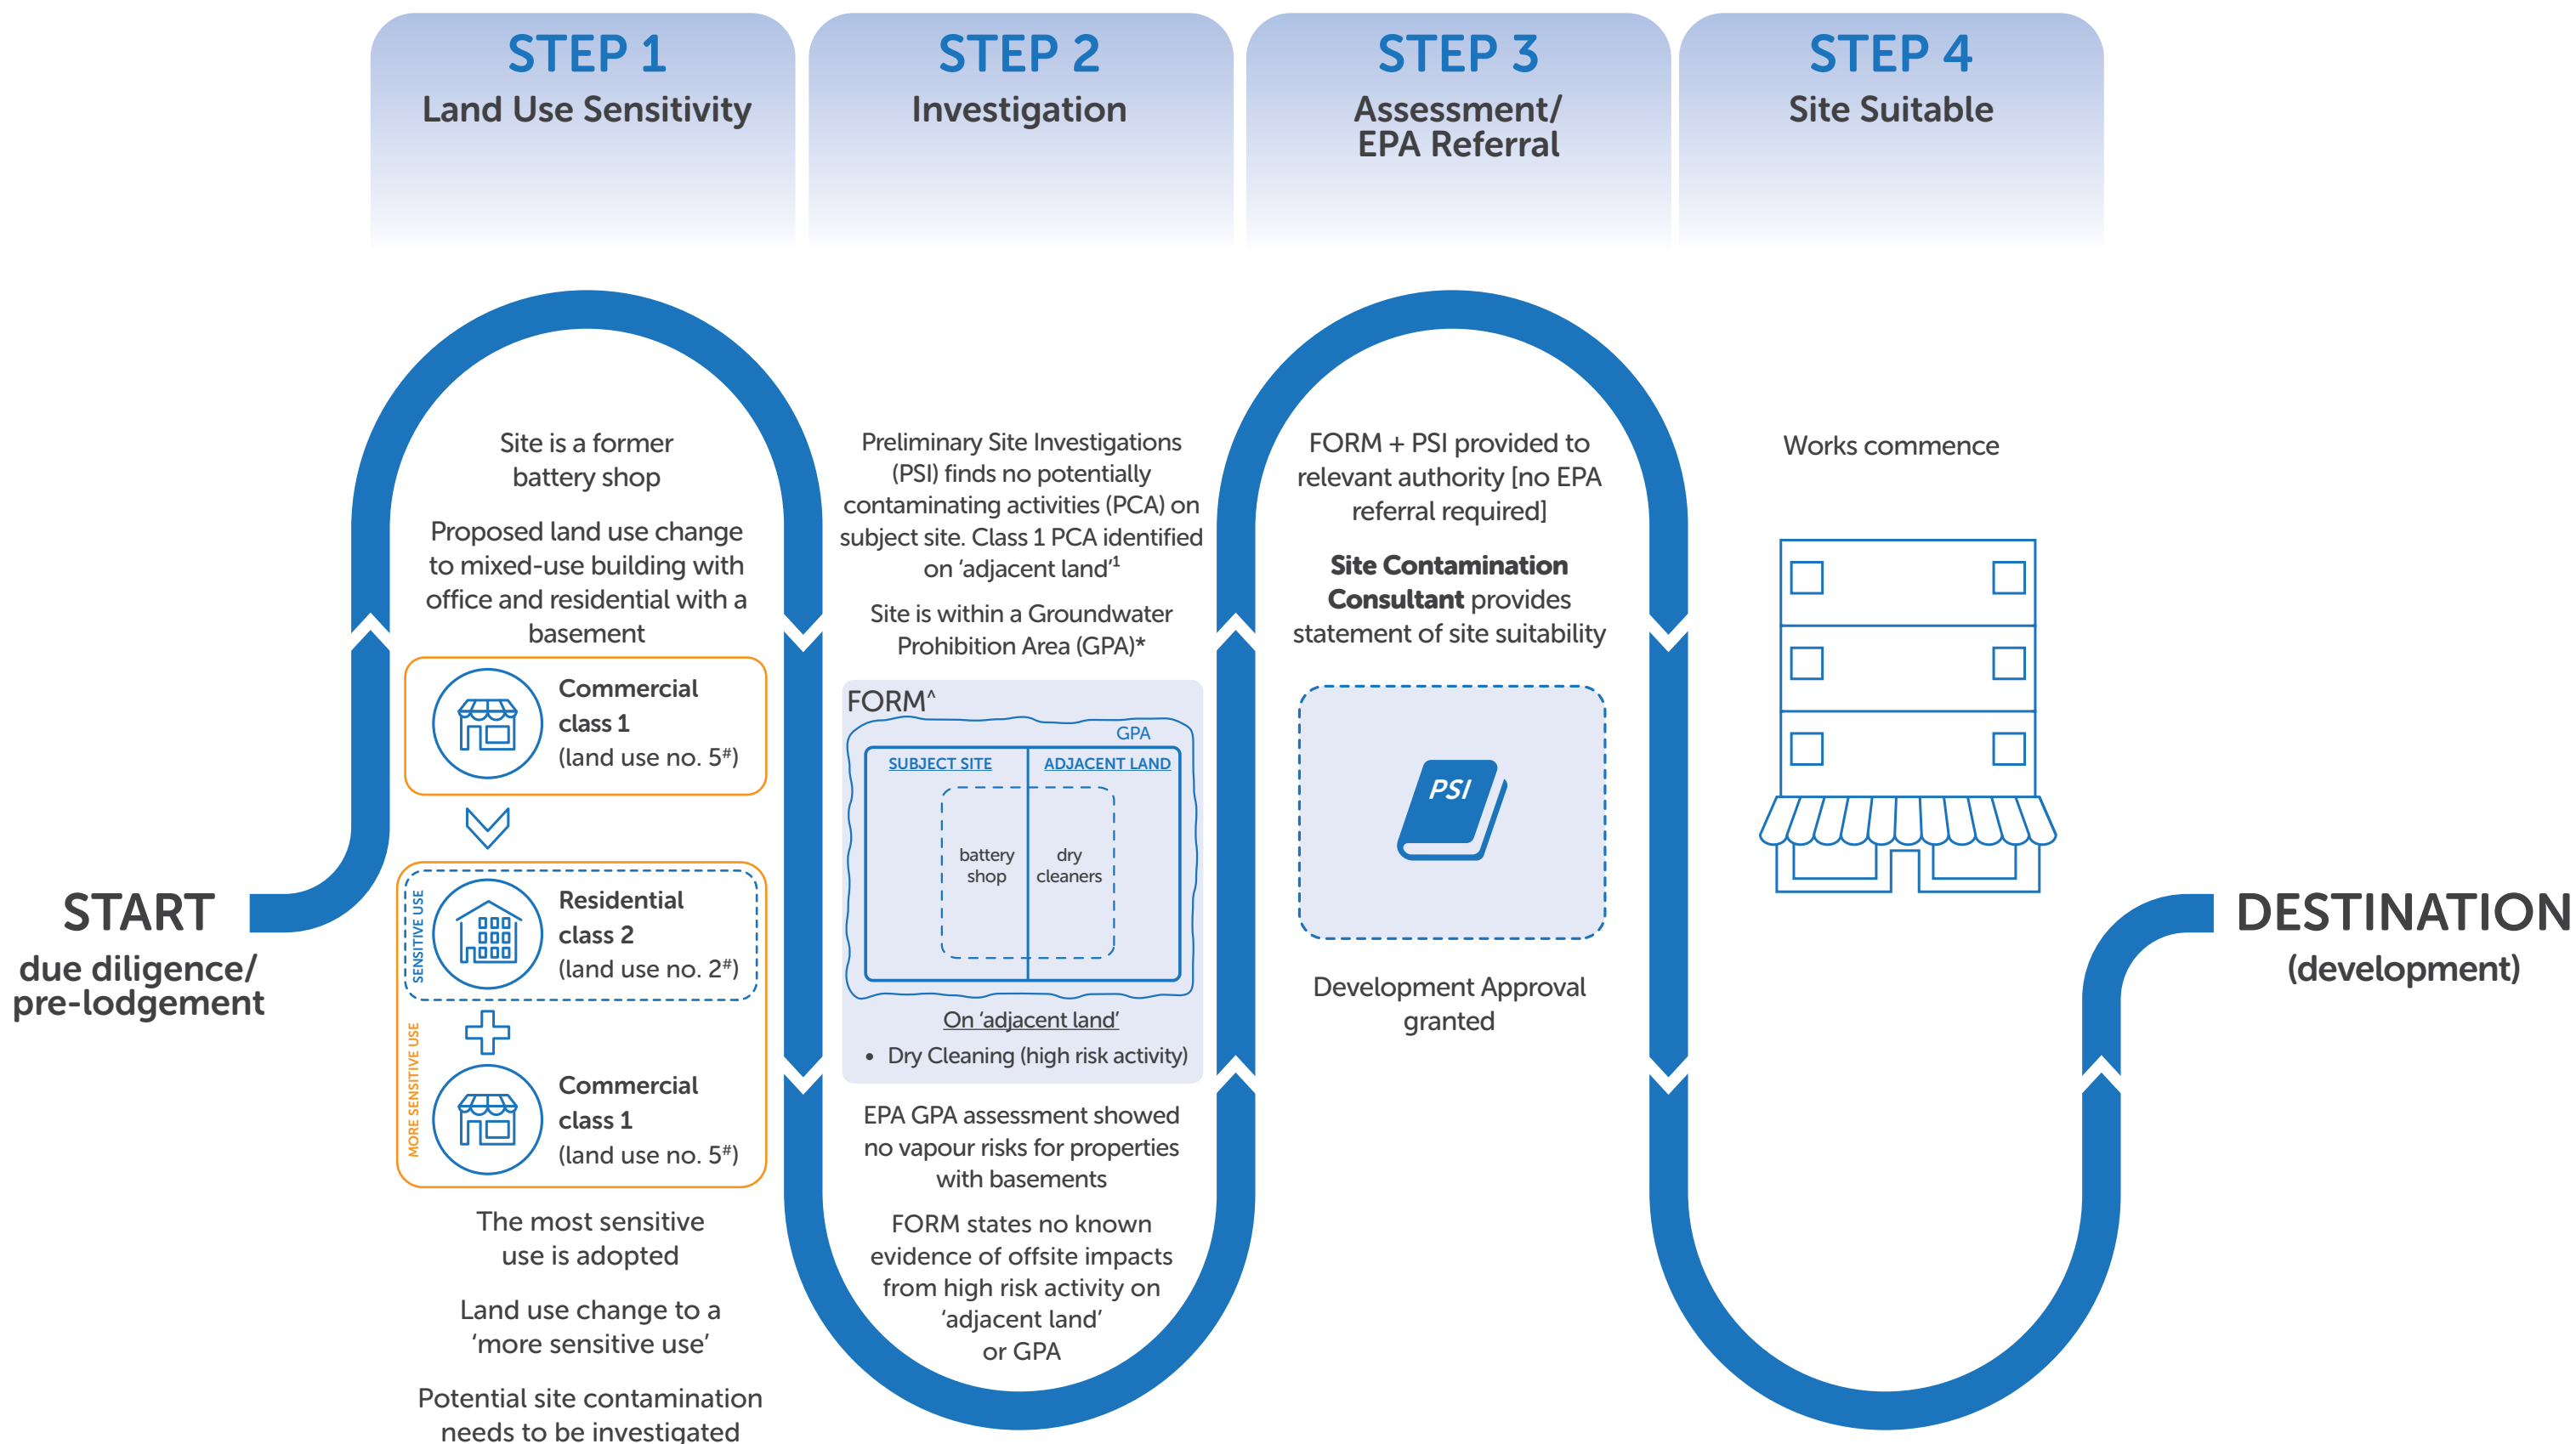 STEP 1
Land Use Sensitivity
STEP 2
Investigation
STEP 3
Assessment/
EPA Referral
STEP 4
Site Suitable
START
due diligence/
pre-lodgement
Site is a former
battery shop
Proposed land use change
to mixed-use building with
office and residential with a
basement
Commercial
class 1
(land use no. 5#)
SENSITIVE USE
Residential
class 2
(land use no. 2#)
MORE SENSITIVE USE
Commercial
class 1
(land use no. 5#)
The most sensitive
use is adopted
Land use change to a
‘more sensitive use’
Potential site contamination
needs to be investigated
Preliminary Site Investigations
(PSI) finds no potentially
contaminating activities (PCA) on
subject site. Class 1 PCA identified
on ‘adjacent land’¹
Site is within a Groundwater
Prohibition Area (GPA)*
FORM^
GPA
SUBJECT SITE
ADJACENT LAND
battery
shop
dry
cleaners
On ‘adjacent land’
• Dry Cleaning (high risk activity)
EPA GPA assessment showed
no vapour risks for properties
with basements
FORM states no known
evidence of offsite impacts
from high risk activity on
‘adjacent land’
or GPA
FORM + PSI provided to
relevant authority [no EPA
referral required]
Site Contamination
Consultant provides
statement of site suitability
PSI
Development Approval
granted
Works commence
DESTINATION
(development)